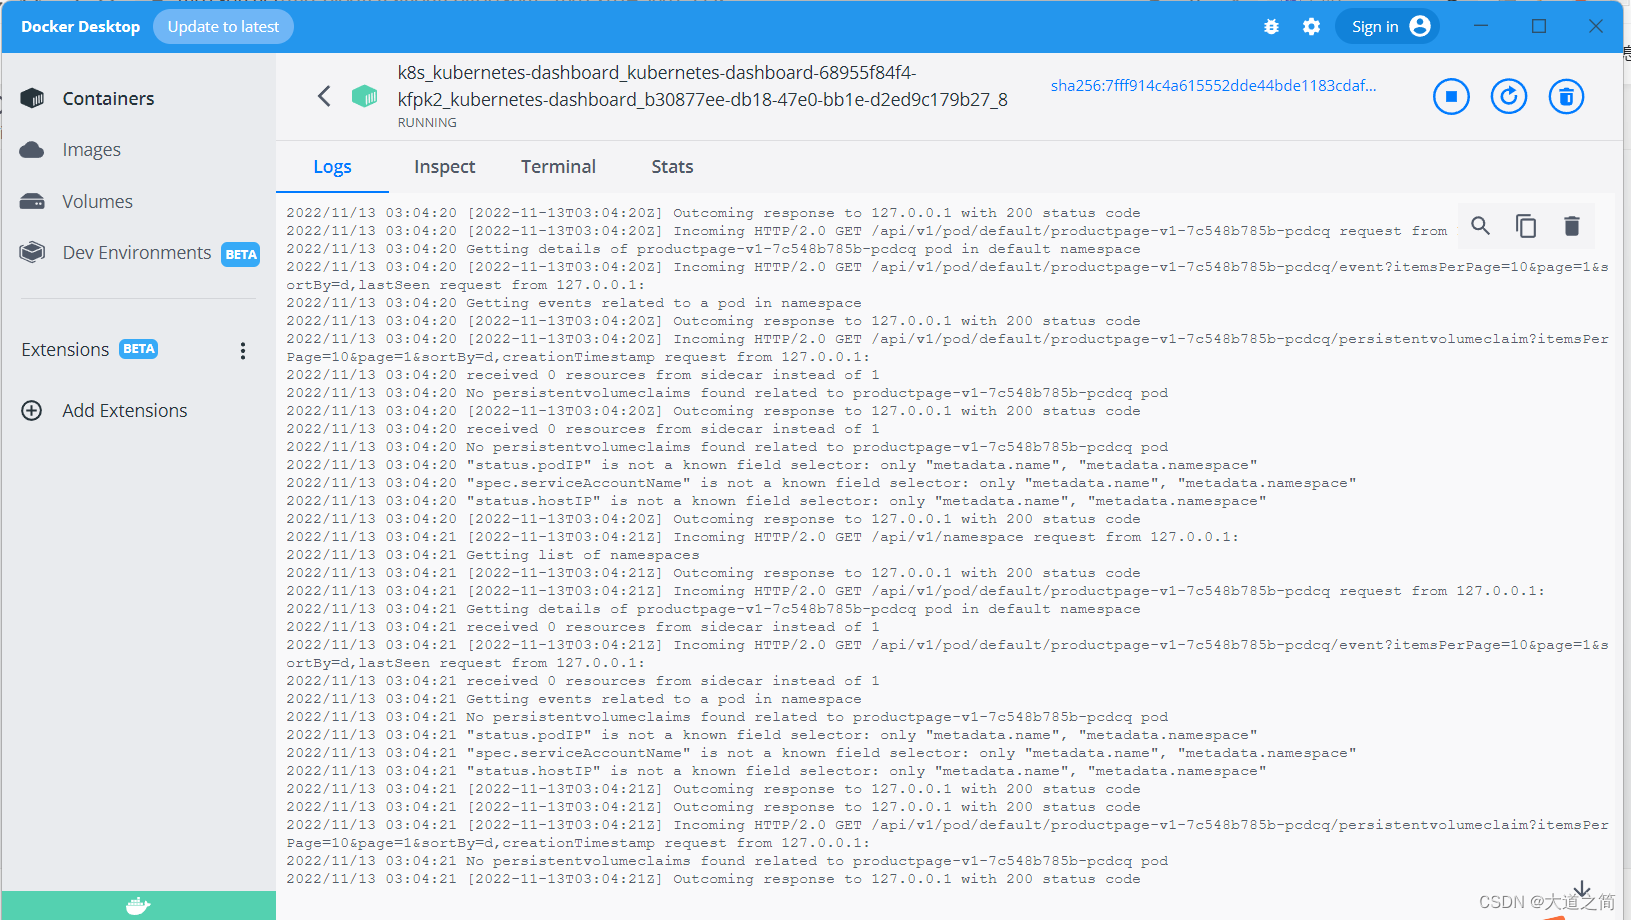 Docker Desktop
Update to latest
Sign in
Containers
Images
Volumes
Dev Environments BETA
Extensions BETA
Add Extensions
k8s_kubernetes-dashboard_kubernetes-dashboard-68955f84f4-
kfpk2_kubernetes-dashboard_b30877ee-db18-47e0-bb1e-d2ed9c179b27_8
RUNNING
sha256:7fff914c4a615552dde44bde1183cdaf...
Logs
Inspect
Terminal
Stats
2022/11/13 03:04:20 [2022-11-13T03:04:20Z] Outcoming response to 127.0.0.1 with 200 status code
2022/11/13 03:04:20 [2022-11-13T03:04:20Z] Incoming HTTP/2.0 GET /api/v1/pod/default/productpage-v1-7c548b785b-pcdcq request from
2022/11/13 03:04:20 Getting details of productpage-v1-7c548b785b-pcdcq pod in default namespace
2022/11/13 03:04:20 [2022-11-13T03:04:20Z] Incoming HTTP/2.0 GET /api/v1/pod/default/productpage-v1-7c548b785b-pcdcq/event?itemsPerPage=10&page=1&s
ortBy=d,lastSeen request from 127.0.0.1:
2022/11/13 03:04:20 Getting events related to a pod in namespace
2022/11/13 03:04:20 [2022-11-13T03:04:20Z] Outcoming response to 127.0.0.1 with 200 status code
2022/11/13 03:04:20 [2022-11-13T03:04:20Z] Incoming HTTP/2.0 GET /api/v1/pod/default/productpage-v1-7c548b785b-pcdcq/persistentvolumeclaim?itemsPer
Page=10&page=1&sortBy=d,creationTimestamp request from 127.0.0.1:
2022/11/13 03:04:20 received 0 resources from sidecar instead of 1
2022/11/13 03:04:20 No persistentvolumeclaims found related to productpage-v1-7c548b785b-pcdcq pod
2022/11/13 03:04:20 [2022-11-13T03:04:20Z] Outcoming response to 127.0.0.1 with 200 status code
2022/11/13 03:04:20 received 0 resources from sidecar instead of 1
2022/11/13 03:04:20 No persistentvolumeclaims found related to productpage-v1-7c548b785b-pcdcq pod
2022/11/13 03:04:20 "status.podIP" is not a known field selector: only "metadata.name", "metadata.namespace"
2022/11/13 03:04:20 "spec.serviceAccountName" is not a known field selector: only "metadata.name", "metadata.namespace"
2022/11/13 03:04:20 "status.hostIP" is not a known field selector: only "metadata.name", "metadata.namespace"
2022/11/13 03:04:20 [2022-11-13T03:04:20Z] Outcoming response to 127.0.0.1 with 200 status code
2022/11/13 03:04:21 [2022-11-13T03:04:21Z] Incoming HTTP/2.0 GET /api/v1/namespace request from 127.0.0.1:
2022/11/13 03:04:21 Getting list of namespaces
2022/11/13 03:04:21 [2022-11-13T03:04:21Z] Outcoming response to 127.0.0.1 with 200 status code
2022/11/13 03:04:21 [2022-11-13T03:04:21Z] Incoming HTTP/2.0 GET /api/v1/pod/default/productpage-v1-7c548b785b-pcdcq request from 127.0.0.1:
2022/11/13 03:04:21 Getting details of productpage-v1-7c548b785b-pcdcq pod in default namespace
2022/11/13 03:04:21 received 0 resources from sidecar instead of 1
2022/11/13 03:04:21 [2022-11-13T03:04:21Z] Incoming HTTP/2.0 GET /api/v1/pod/default/productpage-v1-7c548b785b-pcdcq/event?itemsPerPage=10&page=1&s
ortBy=d,lastSeen request from 127.0.0.1:
2022/11/13 03:04:21 received 0 resources from sidecar instead of 1
2022/11/13 03:04:21 Getting events related to a pod in namespace
2022/11/13 03:04:21 No persistentvolumeclaims found related to productpage-v1-7c548b785b-pcdcq pod
2022/11/13 03:04:21 "status.podIP" is not a known field selector: only "metadata.name", "metadata.namespace"
2022/11/13 03:04:21 "spec.serviceAccountName" is not a known field selector: only "metadata.name", "metadata.namespace"
2022/11/13 03:04:21 "status.hostIP" is not a known field selector: only "metadata.name", "metadata.namespace"
2022/11/13 03:04:21 [2022-11-13T03:04:21Z] Outcoming response to 127.0.0.1 with 200 status code
2022/11/13 03:04:21 [2022-11-13T03:04:21Z] Outcoming response to 127.0.0.1 with 200 status code
2022/11/13 03:04:21 [2022-11-13T03:04:21Z] Incoming HTTP/2.0 GET /api/v1/pod/default/productpage-v1-7c548b785b-pcdcq/persistentvolumeclaim?itemsPer
Page=10&page=1&sortBy=d,creationTimestamp request from 127.0.0.1:
2022/11/13 03:04:21 No persistentvolumeclaims found related to productpage-v1-7c548b785b-pcdcq pod
2022/11/13 03:04:21 [2022-11-13T03:04:21Z] Outcoming response to 127.0.0.1 with 200 status code
CSDN @大道之简